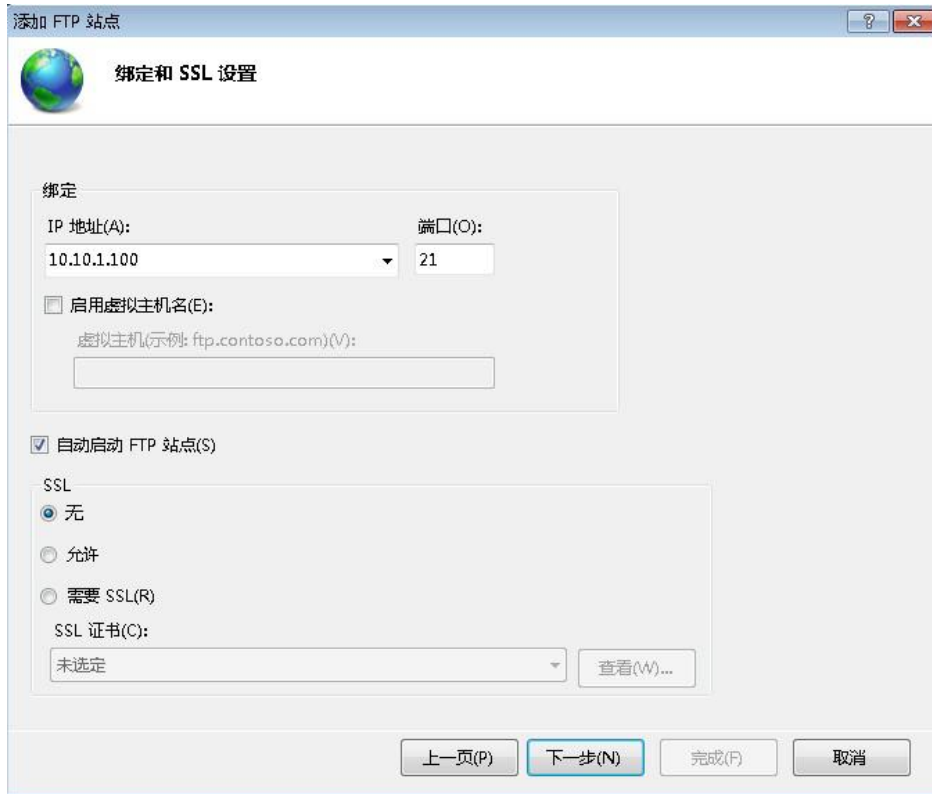 添加 FTP 站点
绑定和 SSL 设置
绑定
IP 地址(A):
端口(O):
10.10.1.100
21
启用虚拟主机名(E):
虚拟主机(示例: ftp.contoso.com)(V):
自动启动 FTP 站点(S)
SSL
无
允许
需要 SSL(R)
SSL 证书(C):
未选定
查看(W)...
上一页(P)
下一步(N)
完成(F)
取消